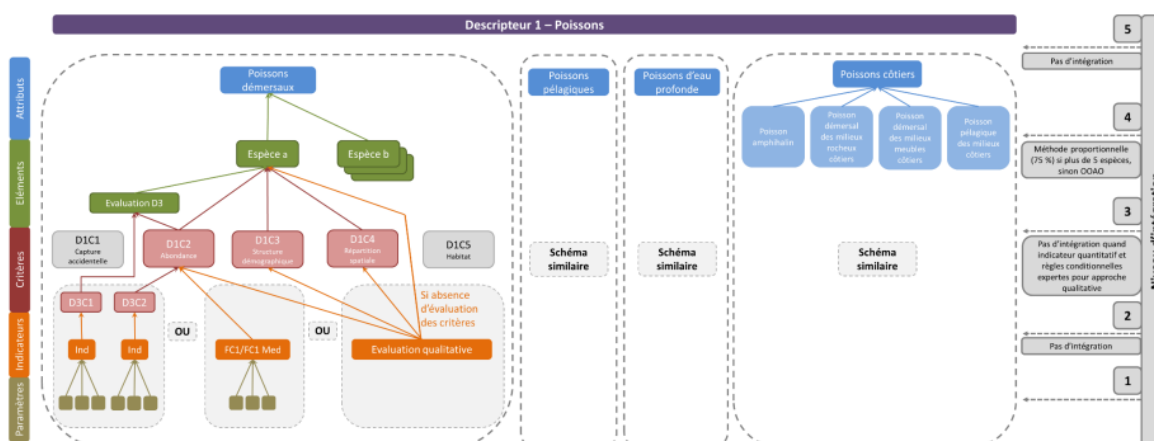 Descripteur 1 – Poissons
5
Attributs
Poissons
démersaux
Poissons
pélagiques
Poissons d'eau
profonde
Poissons côtiers
Pas d'intégration
Poisson
amphihalin
Poisson
démersal
des milieux
rocheux
côtiers
Poisson
démersal
des milieux
meubles
côtiers
Poisson
pélagique
des milieux
côtiers
4
Méthode proportionnelle
(75 %) si plus de 5 espèces,
sinon OOAO
Eléments
Espèce a
Espèce b
Evaluation D3
3
Critères
D1C1
Capture
accidentelle
D1C2
Abondance
D1C3
Structure
démographique
D1C4
Répartition
spatiale
D1C5
Habitat
Schéma
similaire
Schéma
similaire
Schéma
similaire
Pas d'intégration quand
indicateur quantitatif et
règles conditionnelles
expertes pour approche
qualitative
D3C1
D3C2
Si absence
d'évaluation
des critères
2
Indicateurs
OU
OU
Ind
Ind
FC1/FC1 Med
Evaluation qualitative
Pas d'intégration
1
Paramètres